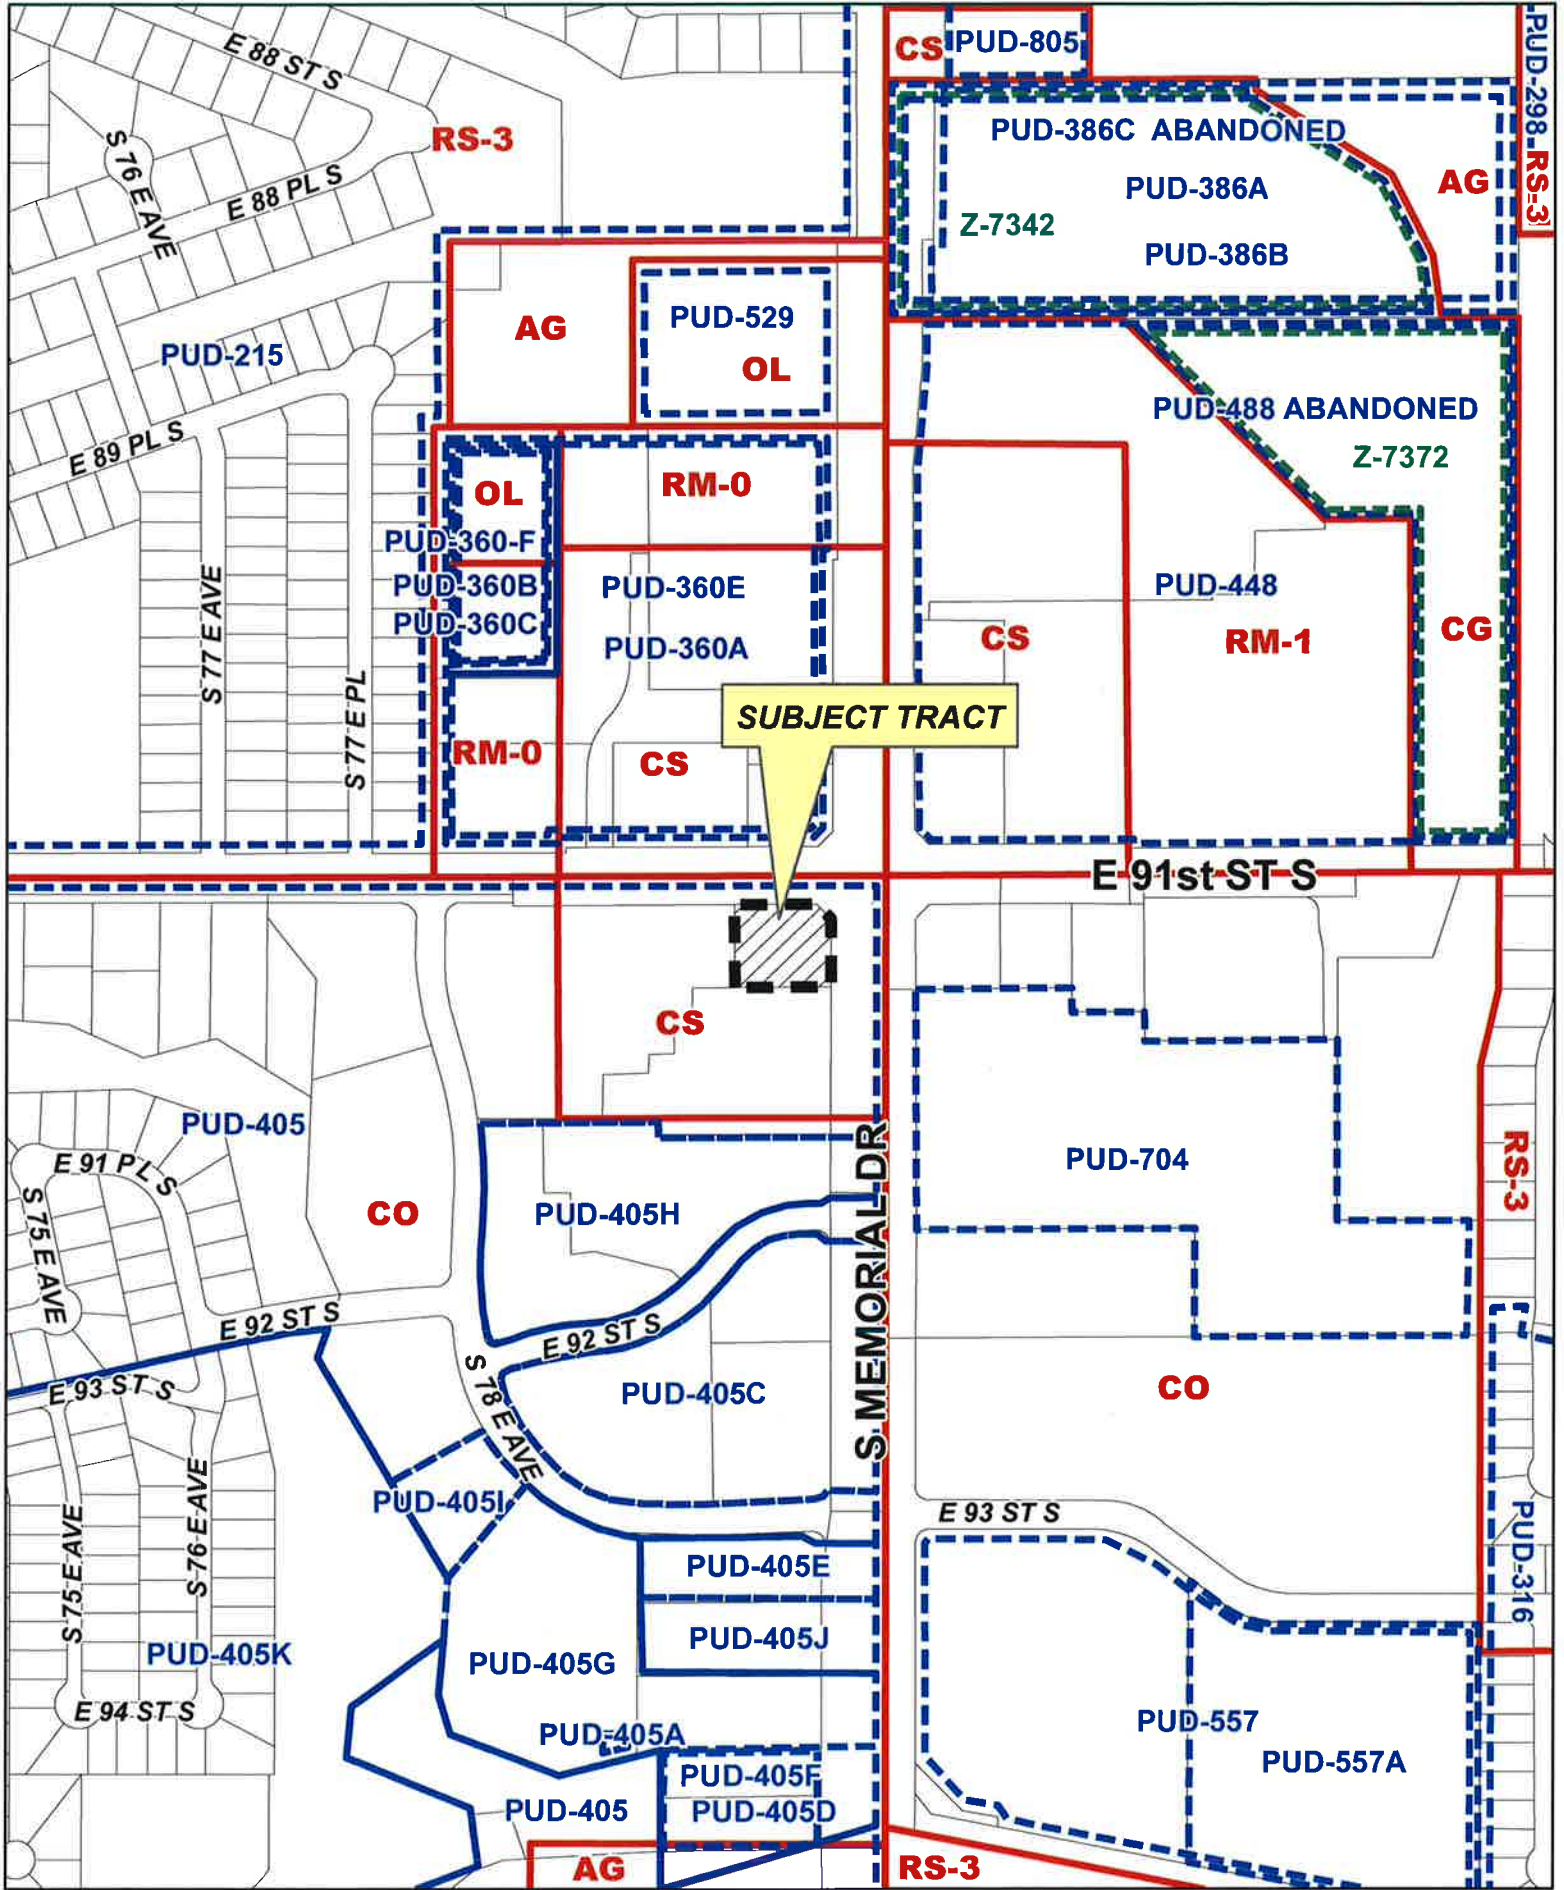 E 88 ST S
CS
PUD-805
PUD-298
RS-3
RS-3
S 76 E AVE
E 88 PL S
PUD-386C ABANDONED
PUD-386A
Z-7342
PUD-386B
AG
AG
PUD-529
OL
PUD-215
E 89 PL S
PUD-488 ABANDONED
Z-7372
OL
RM-0
PUD-360-F
PUD-360B
PUD-360C
PUD-360E
PUD-360A
PUD-448
CS
RM-1
CG
S 77 E AVE
S 77 E PL
SUBJECT TRACT
RM-0
CS
E 91st ST S
CS
PUD-405
E 91 PL S
S 75 E AVE
CO
PUD-405H
PUD-704
RS-3
S MEMORIAL DR
E 92 ST S
E 92 ST S
E 93 ST S
S 78 E AVE
PUD-405C
CO
PUD-405I
E 93 ST S
PUD-316
S 75 E AVE
S 76 E AVE
PUD-405E
PUD-405J
PUD-405K
PUD-405G
E 94 ST S
PUD-405A
PUD-557
PUD-557A
PUD-405F
PUD-405D
PUD-405
AG
RS-3